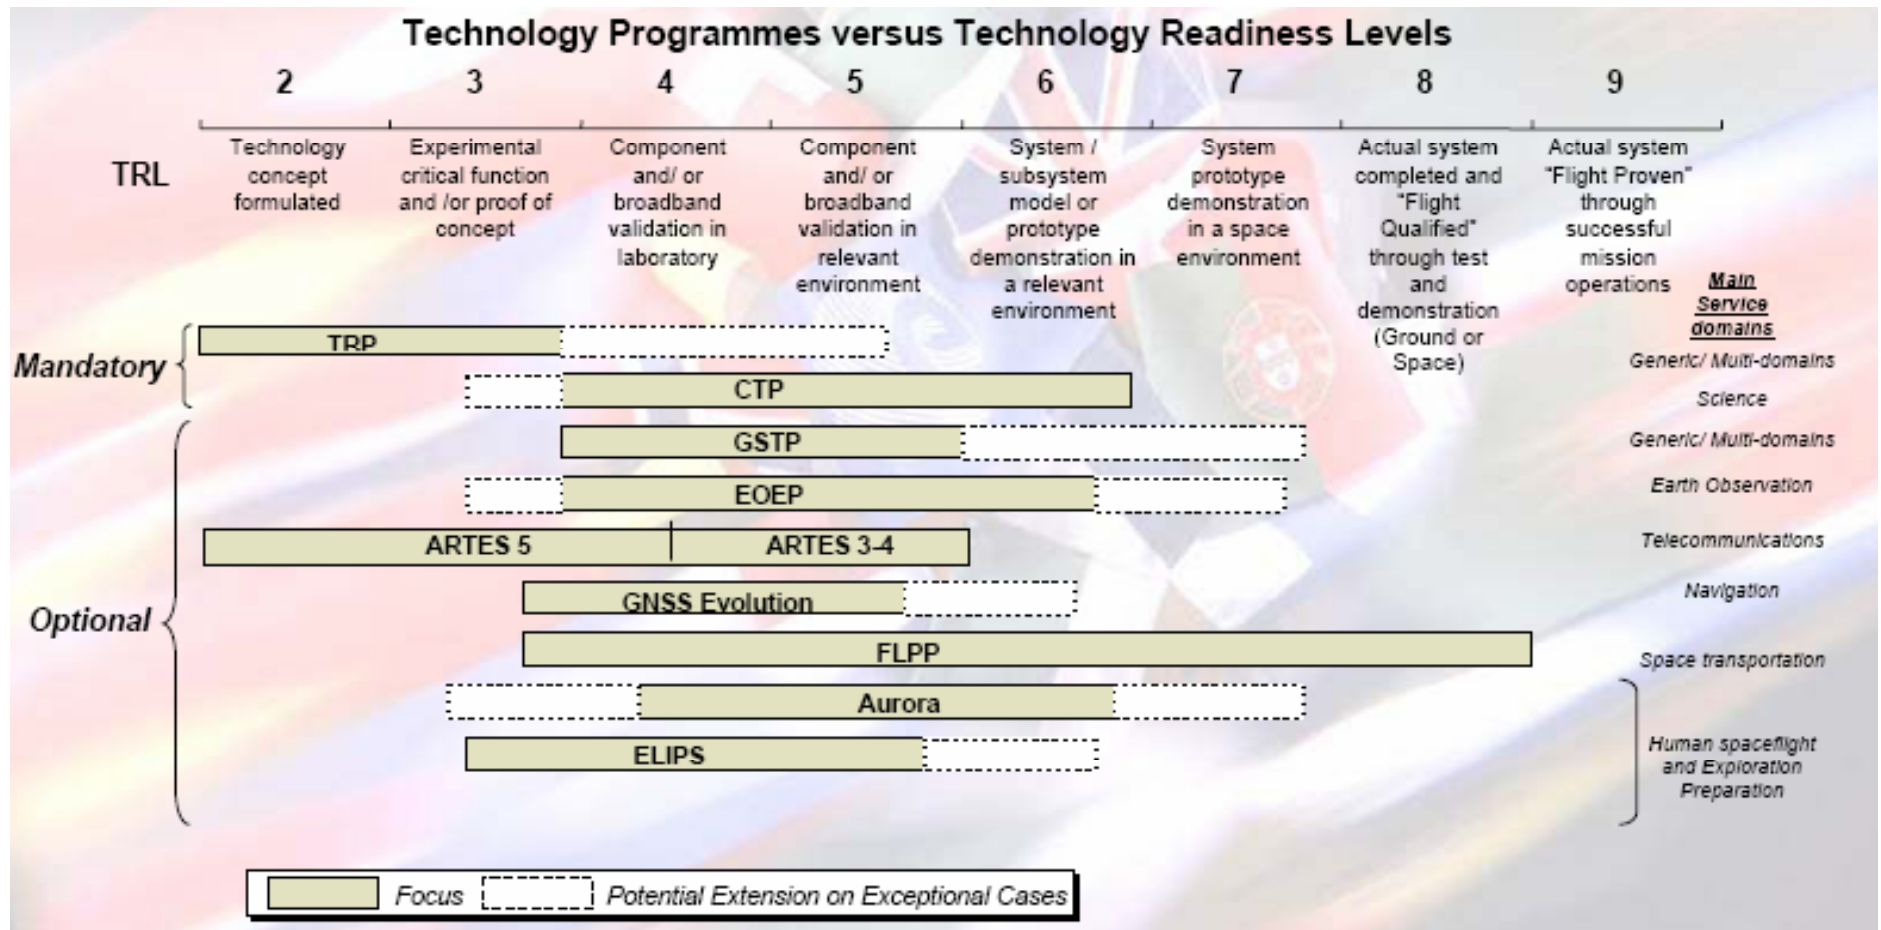 Technology Programmes versus Technology Readiness Levels
2 3 4 5 6 7 8 9
TRL
Technology
concept
formulated
Experimental
critical function
and /or proof of
concept
Component
and/ or
broadband
validation in
laboratory
Component
and/ or
broadband
validation in
relevant
environment
System /
subsystem
model or
prototype
demonstration in
a relevant
environment
System
prototype
demonstration
in a space
environment
Actual system
completed and
"Flight
Qualified"
through test
and
demonstration
(Ground or
Space)
Actual system
"Flight Proven"
through
successful
mission
operations
Main
Service
domains
Mandatory
TRP
Generic/ Multi-domains
CTP
Science
Optional
GSTP
Generic/ Multi-domains
EOEP
Earth Observation
ARTES 5
ARTES 3-4
Telecommunications
GNSS Evolution
Navigation
FLPP
Space transportation
Aurora
ELIPS
Human spaceflight
and Exploration
Preparation
Focus
Potential Extension on Exceptional Cases